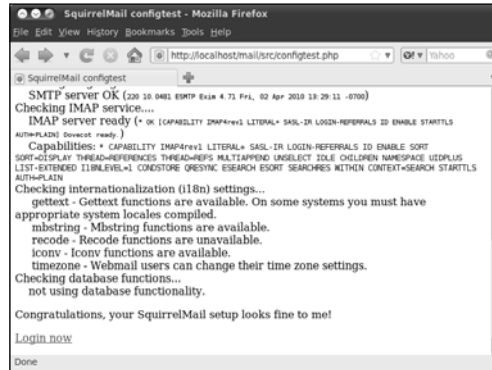 SquirrelMail configtest - Mozilla Firefox
File Edit View History Bookmarks Tools Help
http://localhost/mail/src/configtest.php
Yahoo
SquirrelMail configtest
SMTP server OK (220 10.0481 ESMTP Exim 4.71 Fri, 02 Apr 2010 13:29:11 -0700)
Checking IMAP service....
IMAP server ready (* OK [CAPABILITY IMAP4rev1 LITERAL+ SASL-IR LOGIN-REFERRALS ID ENABLE STARTTLS
AUTH=PLAIN] Dovecot ready.)
Capabilities: * CAPABILITY IMAP4rev1 LITERAL+ SASL-IR LOGIN-REFERRALS ID ENABLE SORT
SORT=DISPLAY THREAD=REFERENCES THREAD=REFS MULTIAPPEND UNSELECT IDLE CHILDREN NAMESPACE UIDPLUS
LIST-EXTENDED I18NLEVEL=1 CONDSTORE QRESYNC ESEARCH ESORT SEARCHRES WITHIN CONTEXT=SEARCH STARTTLS
AUTH=PLAIN
Checking internationalization (i18n) settings...
gettext - Gettext functions are available. On some systems you must have
appropriate system locales compiled.
mbstring - Mbstring functions are available.
recode - Recode functions are unavailable.
iconv - Iconv functions are available.
timezone - Webmail users can change their time zone settings.
Checking database functions...
not using database functionality.
Congratulations, your SquirrelMail setup looks fine to me!
Login now
Done